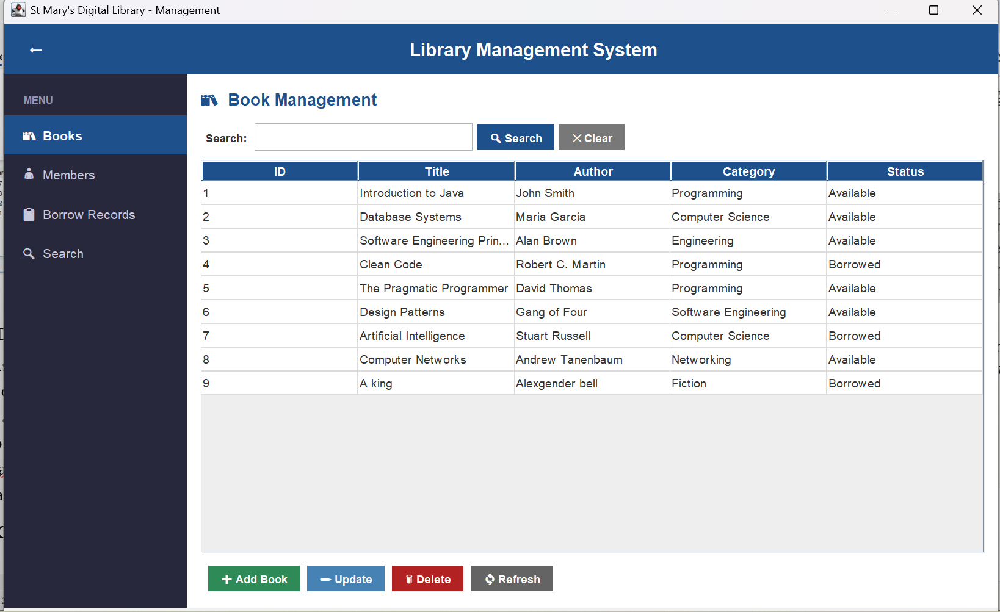 St Mary's Digital Library - Management
←
Library Management System
MENU
Books
Members
Borrow Records
Search
Book Management
Search:
Search
Clear
ID Title Author Category Status
1 Introduction to Java John Smith Programming Available
2 Database Systems Maria Garcia Computer Science Available
3 Software Engineering Prin... Alan Brown Engineering Available
4 Clean Code Robert C. Martin Programming Borrowed
5 The Pragmatic Programmer David Thomas Programming Available
6 Design Patterns Gang of Four Software Engineering Available
7 Artificial Intelligence Stuart Russell Computer Science Borrowed
8 Computer Networks Andrew Tanenbaum Networking Available
9 A king Alexgender bell Fiction Borrowed
Add Book
Update
Delete
Refresh